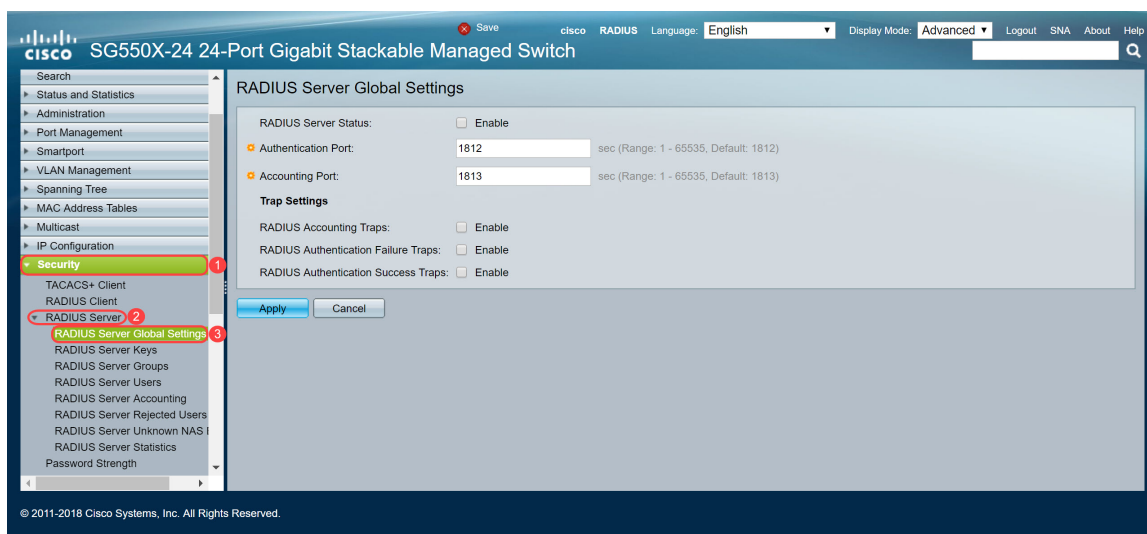 Save cisco RADIUS Language: English Display Mode: Advanced Logout SNA About Help
CISCO SG550X-24 24-Port Gigabit Stackable Managed Switch
Search
Status and Statistics
Administration
Port Management
Smartport
VLAN Management
Spanning Tree
MAC Address Tables
Multicast
IP Configuration
Security 1
TACACS+ Client
RADIUS Client
RADIUS Server 2
RADIUS Server Global Settings 3
RADIUS Server Keys
RADIUS Server Groups
RADIUS Server Users
RADIUS Server Accounting
RADIUS Server Rejected Users
RADIUS Server Unknown NAS
RADIUS Server Statistics
Password Strength
RADIUS Server Global Settings
RADIUS Server Status: Enable
Authentication Port: 1812 sec (Range: 1 - 65535, Default: 1812)
Accounting Port: 1813 sec (Range: 1 - 65535, Default: 1813)
Trap Settings
RADIUS Accounting Traps: Enable
RADIUS Authentication Failure Traps: Enable
RADIUS Authentication Success Traps: Enable
Apply Cancel
© 2011-2018 Cisco Systems, Inc. All Rights Reserved.